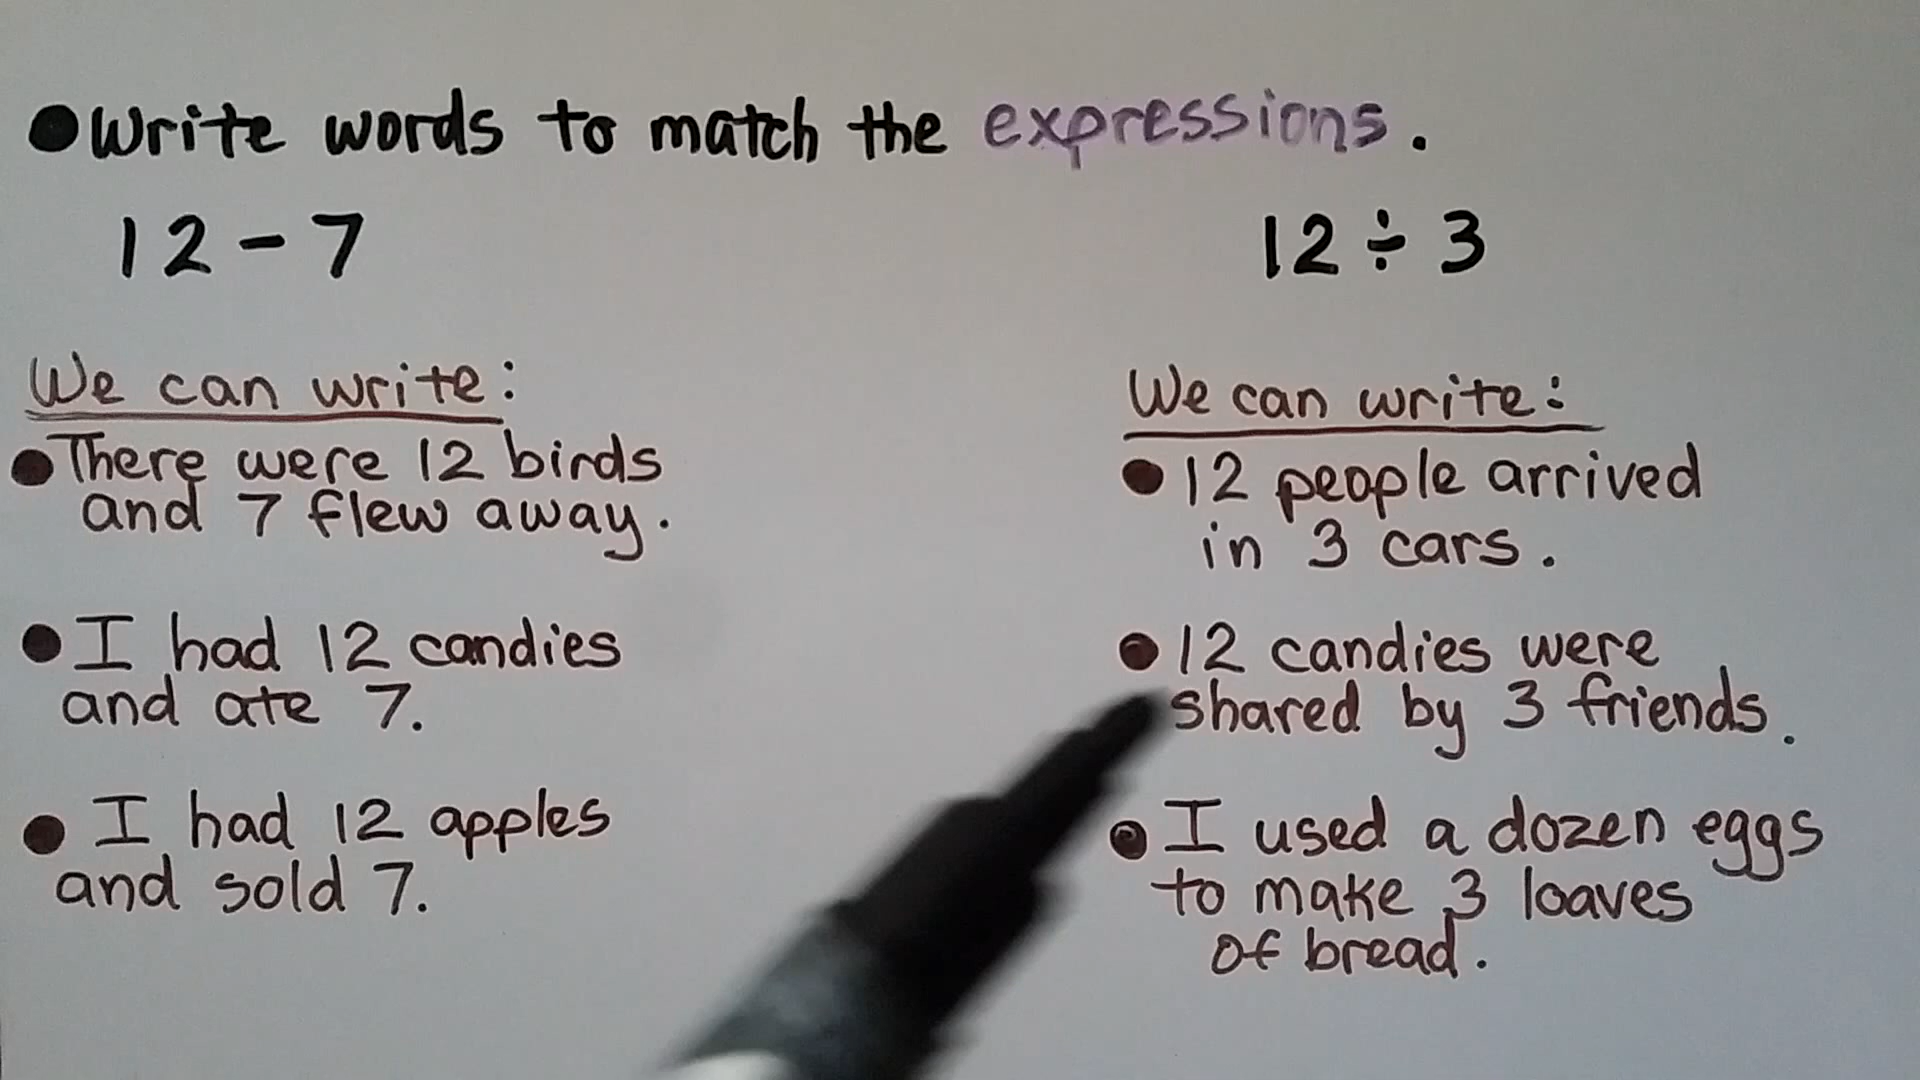 ●Write words to match the expressions.
12 - 7
We can write:
●There were 12 birds
and 7 flew away.
●I had 12 candies
and ate 7.
●I had 12 apples
and sold 7.
12 ÷ 3
We can write:
●12 people arrived
in 3 cars.
●12 candies were
shared by 3 friends.
●I used a dozen eggs
to make 3 loaves
of bread.